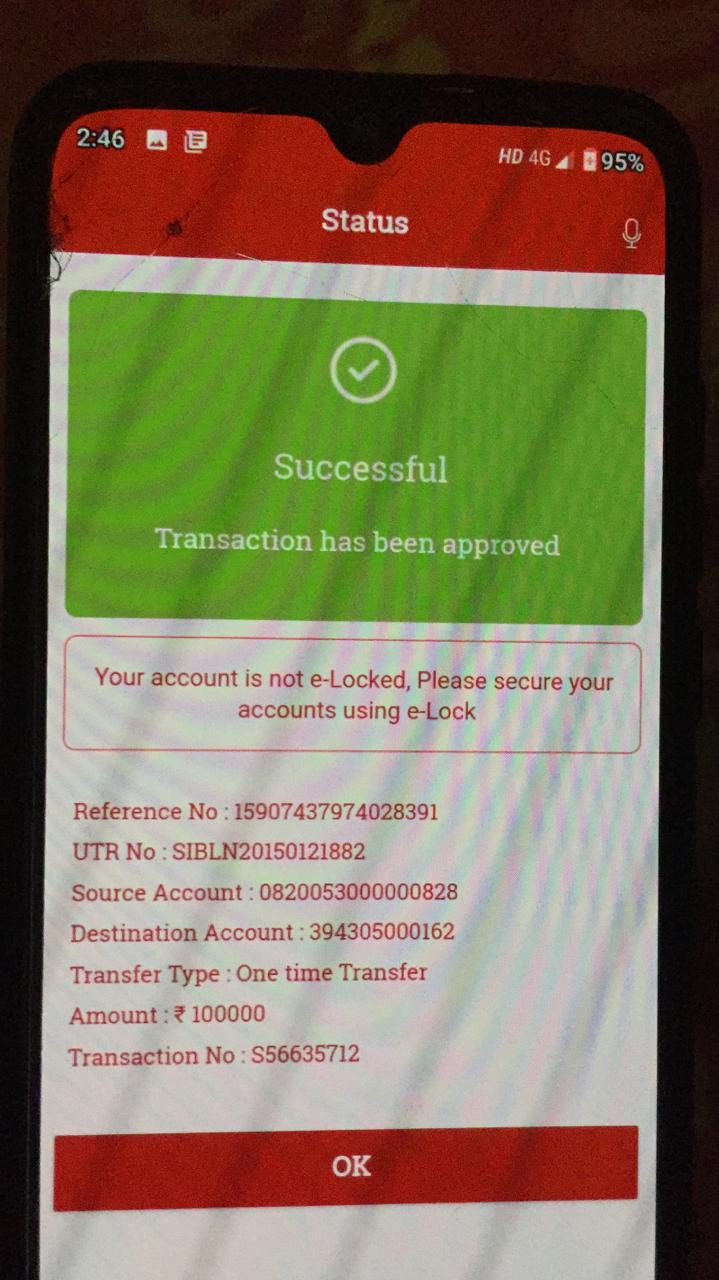 2:46
HD 4G 95%
Status
Successful
Transaction has been approved
Your account is not e-Locked, Please secure your
accounts using e-Lock
Reference No : 15907437974028391
UTR No : SIBLN20150121882
Source Account : 0820053000000828
Destination Account : 394305000162
Transfer Type : One time Transfer
Amount : ₹ 100000
Transaction No : S56635712
OK